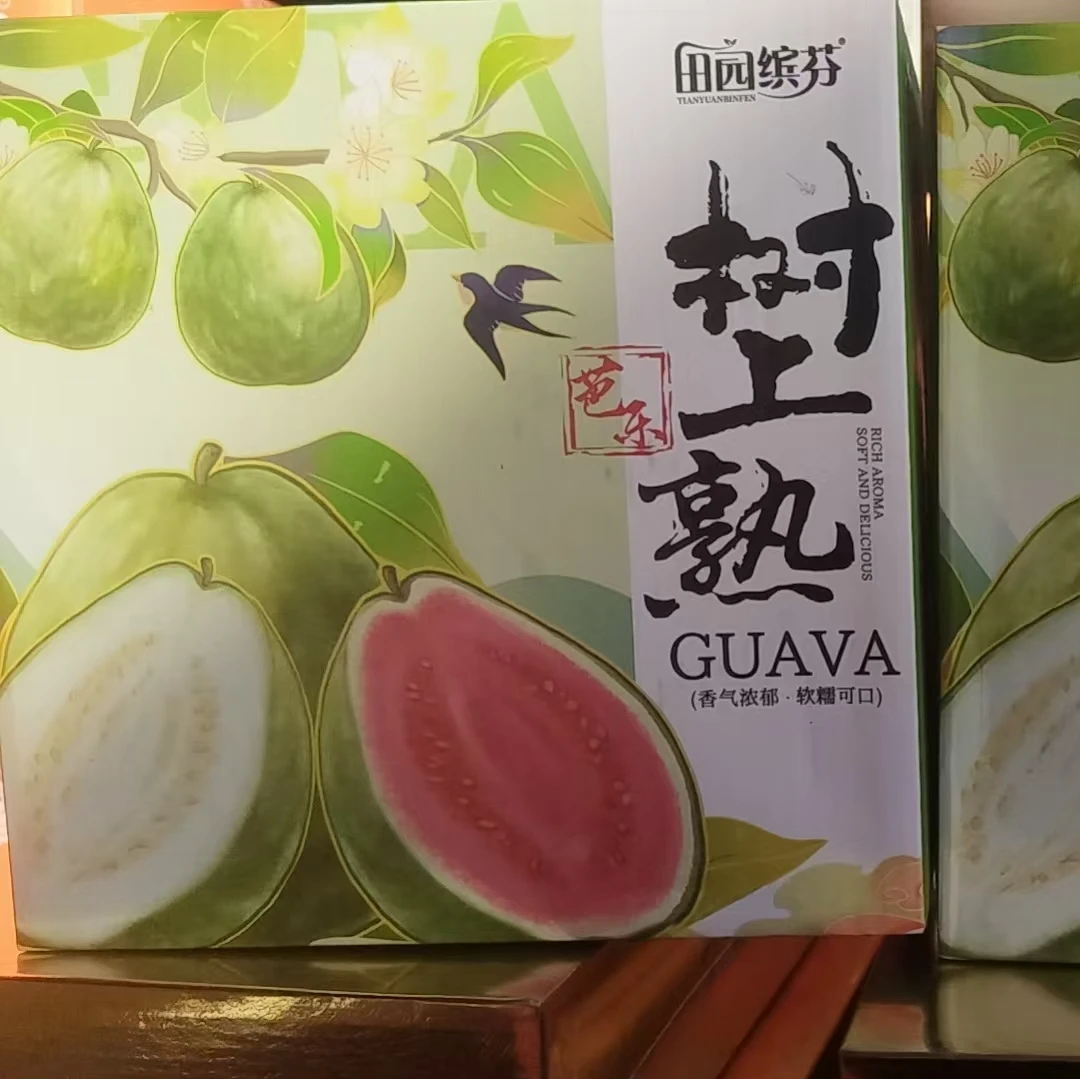 田园缤纷®
TIANYUANBINFEN
树上熟
芭乐
RICH AROMA
SOFT AND DELICIOUS
GUAVA
(香气浓郁·软糯可口)